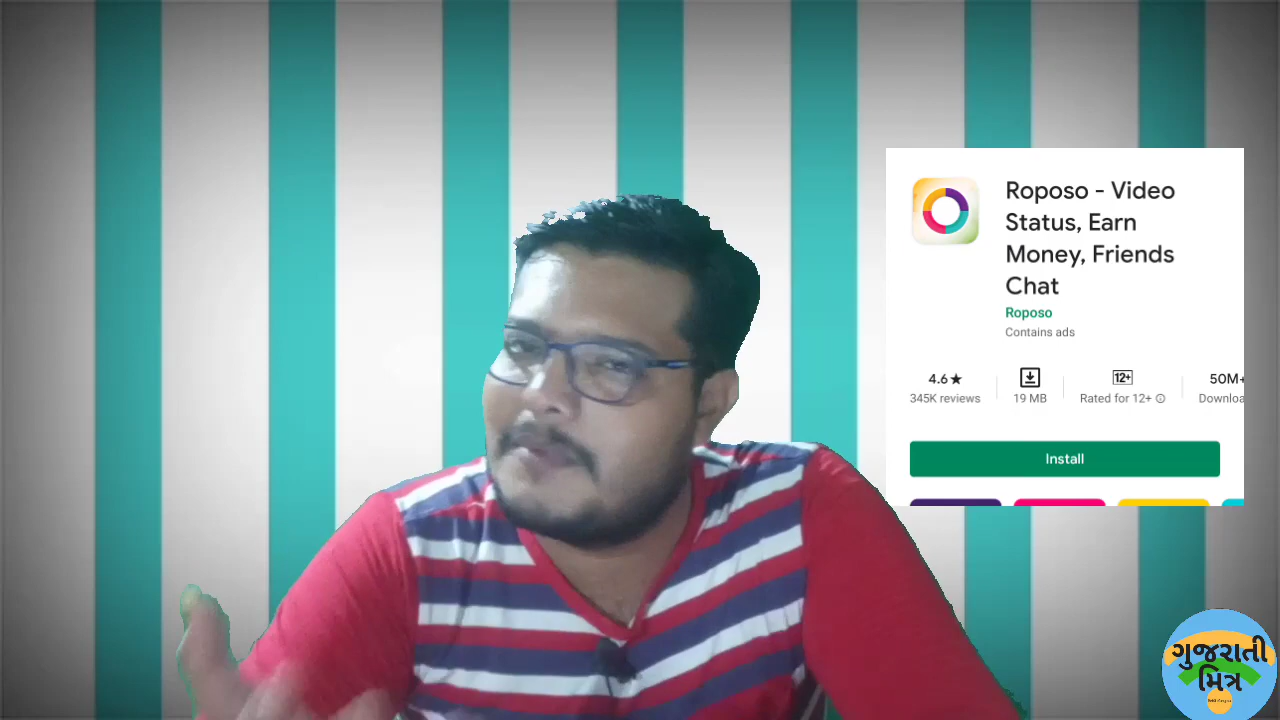 Roposo - Video
Status, Earn
Money, Friends
Chat
Roposo
Contains ads
4.6★
345K reviews
19 MB
12+
Rated for 12+
50M+
Install
ગુજરાતી
મિત્ર